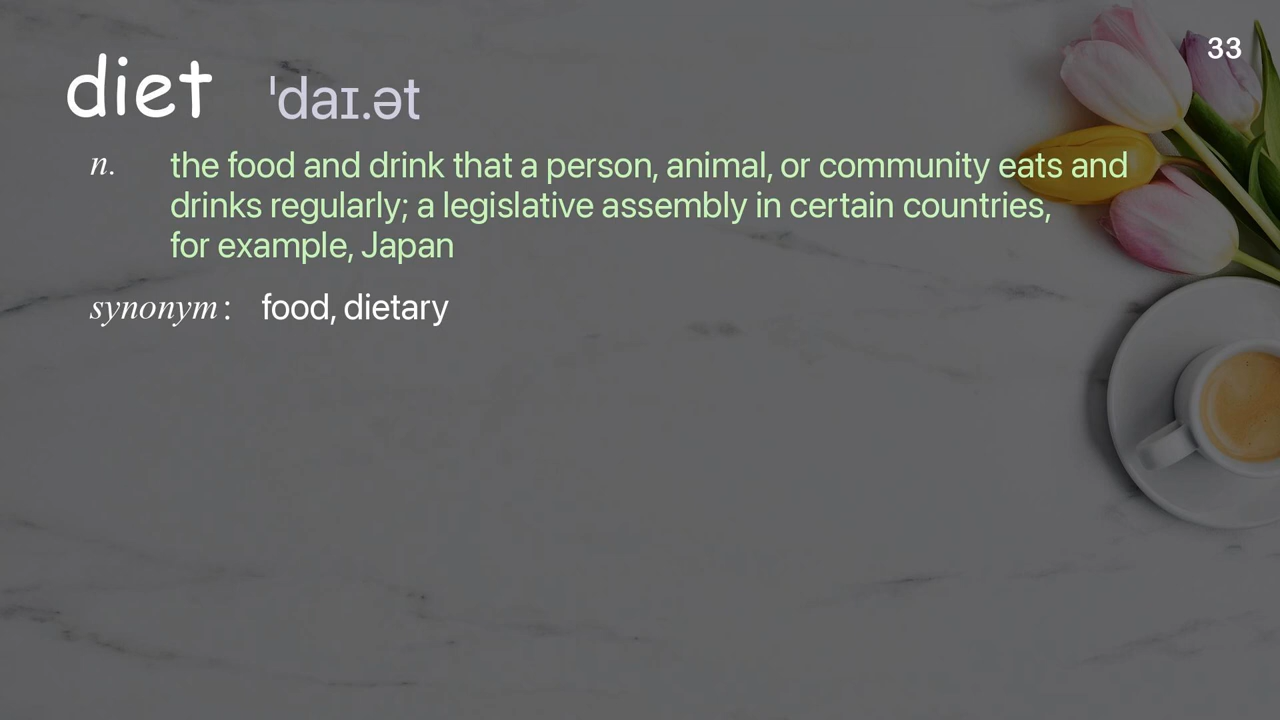 33
diet ˈdaɪ.ət
n. the food and drink that a person, animal, or community eats and
drinks regularly; a legislative assembly in certain countries,
for example, Japan
synonym : food, dietary